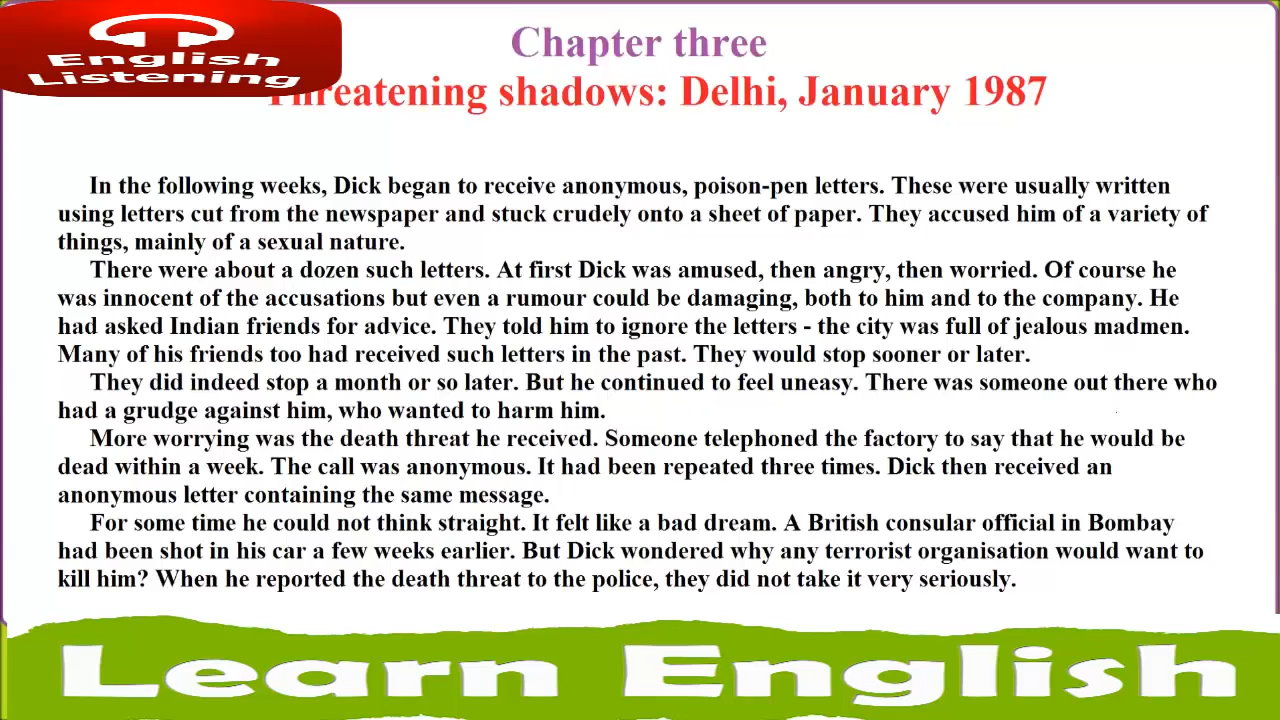 English
Listening
Chapter three
Threatening shadows: Delhi, January 1987
In the following weeks, Dick began to receive anonymous, poison-pen letters. These were usually written
using letters cut from the newspaper and stuck crudely onto a sheet of paper. They accused him of a variety of
things, mainly of a sexual nature.
There were about a dozen such letters. At first Dick was amused, then angry, then worried. Of course he
was innocent of the accusations but even a rumour could be damaging, both to him and to the company. He
had asked Indian friends for advice. They told him to ignore the letters - the city was full of jealous madmen.
Many of his friends too had received such letters in the past. They would stop sooner or later.
They did indeed stop a month or so later. But he continued to feel uneasy. There was someone out there who
had a grudge against him, who wanted to harm him.
More worrying was the death threat he received. Someone telephoned the factory to say that he would be
dead within a week. The call was anonymous. It had been repeated three times. Dick then received an
anonymous letter containing the same message.
For some time he could not think straight. It felt like a bad dream. A British consular official in Bombay
had been shot in his car a few weeks earlier. But Dick wondered why any terrorist organisation would want to
kill him? When he reported the death threat to the police, they did not take it very seriously.
Learn English